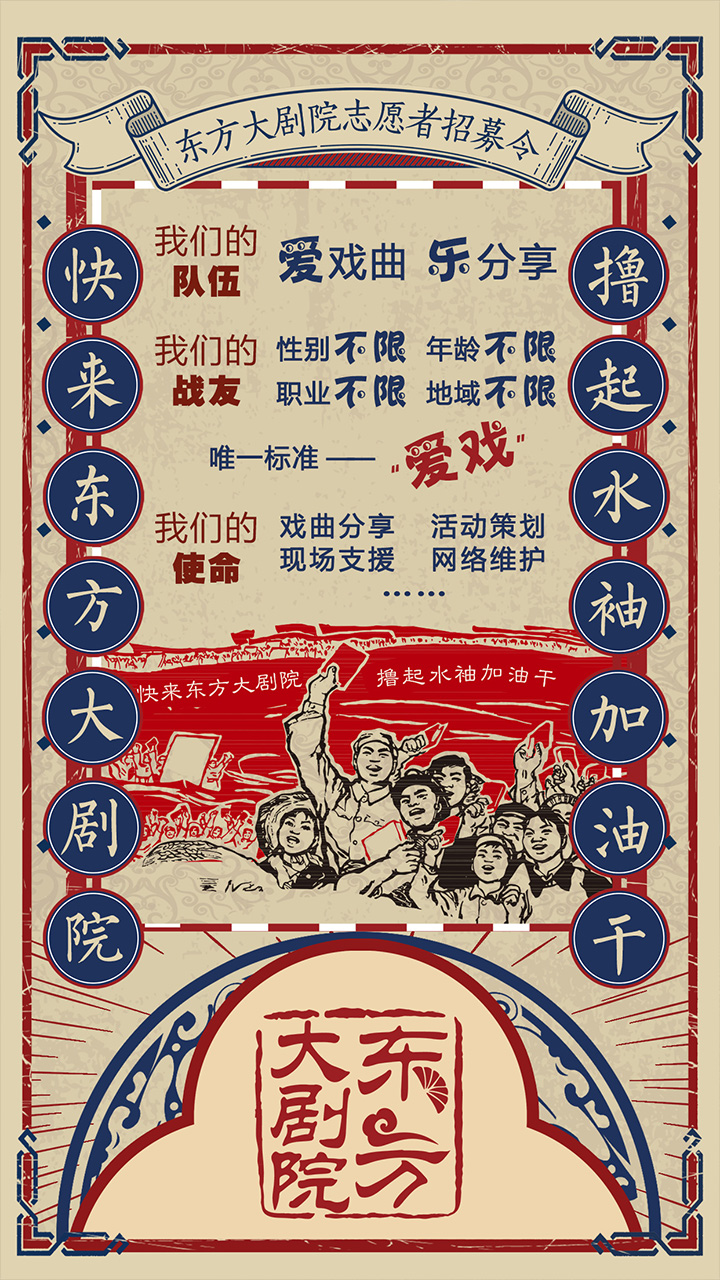 东方大剧院志愿者招募令
快来东方大剧院
撸起水袖加油干
我们的
队伍
爱戏曲 乐分享
我们的
战友
性别不限 年龄不限
职业不限 地域不限
唯一标准 —— “爱戏”
我们的
使命
戏曲分享 活动策划
现场支援 网络维护
……
快来东方大剧院 撸起水袖加油干
东方
大剧院